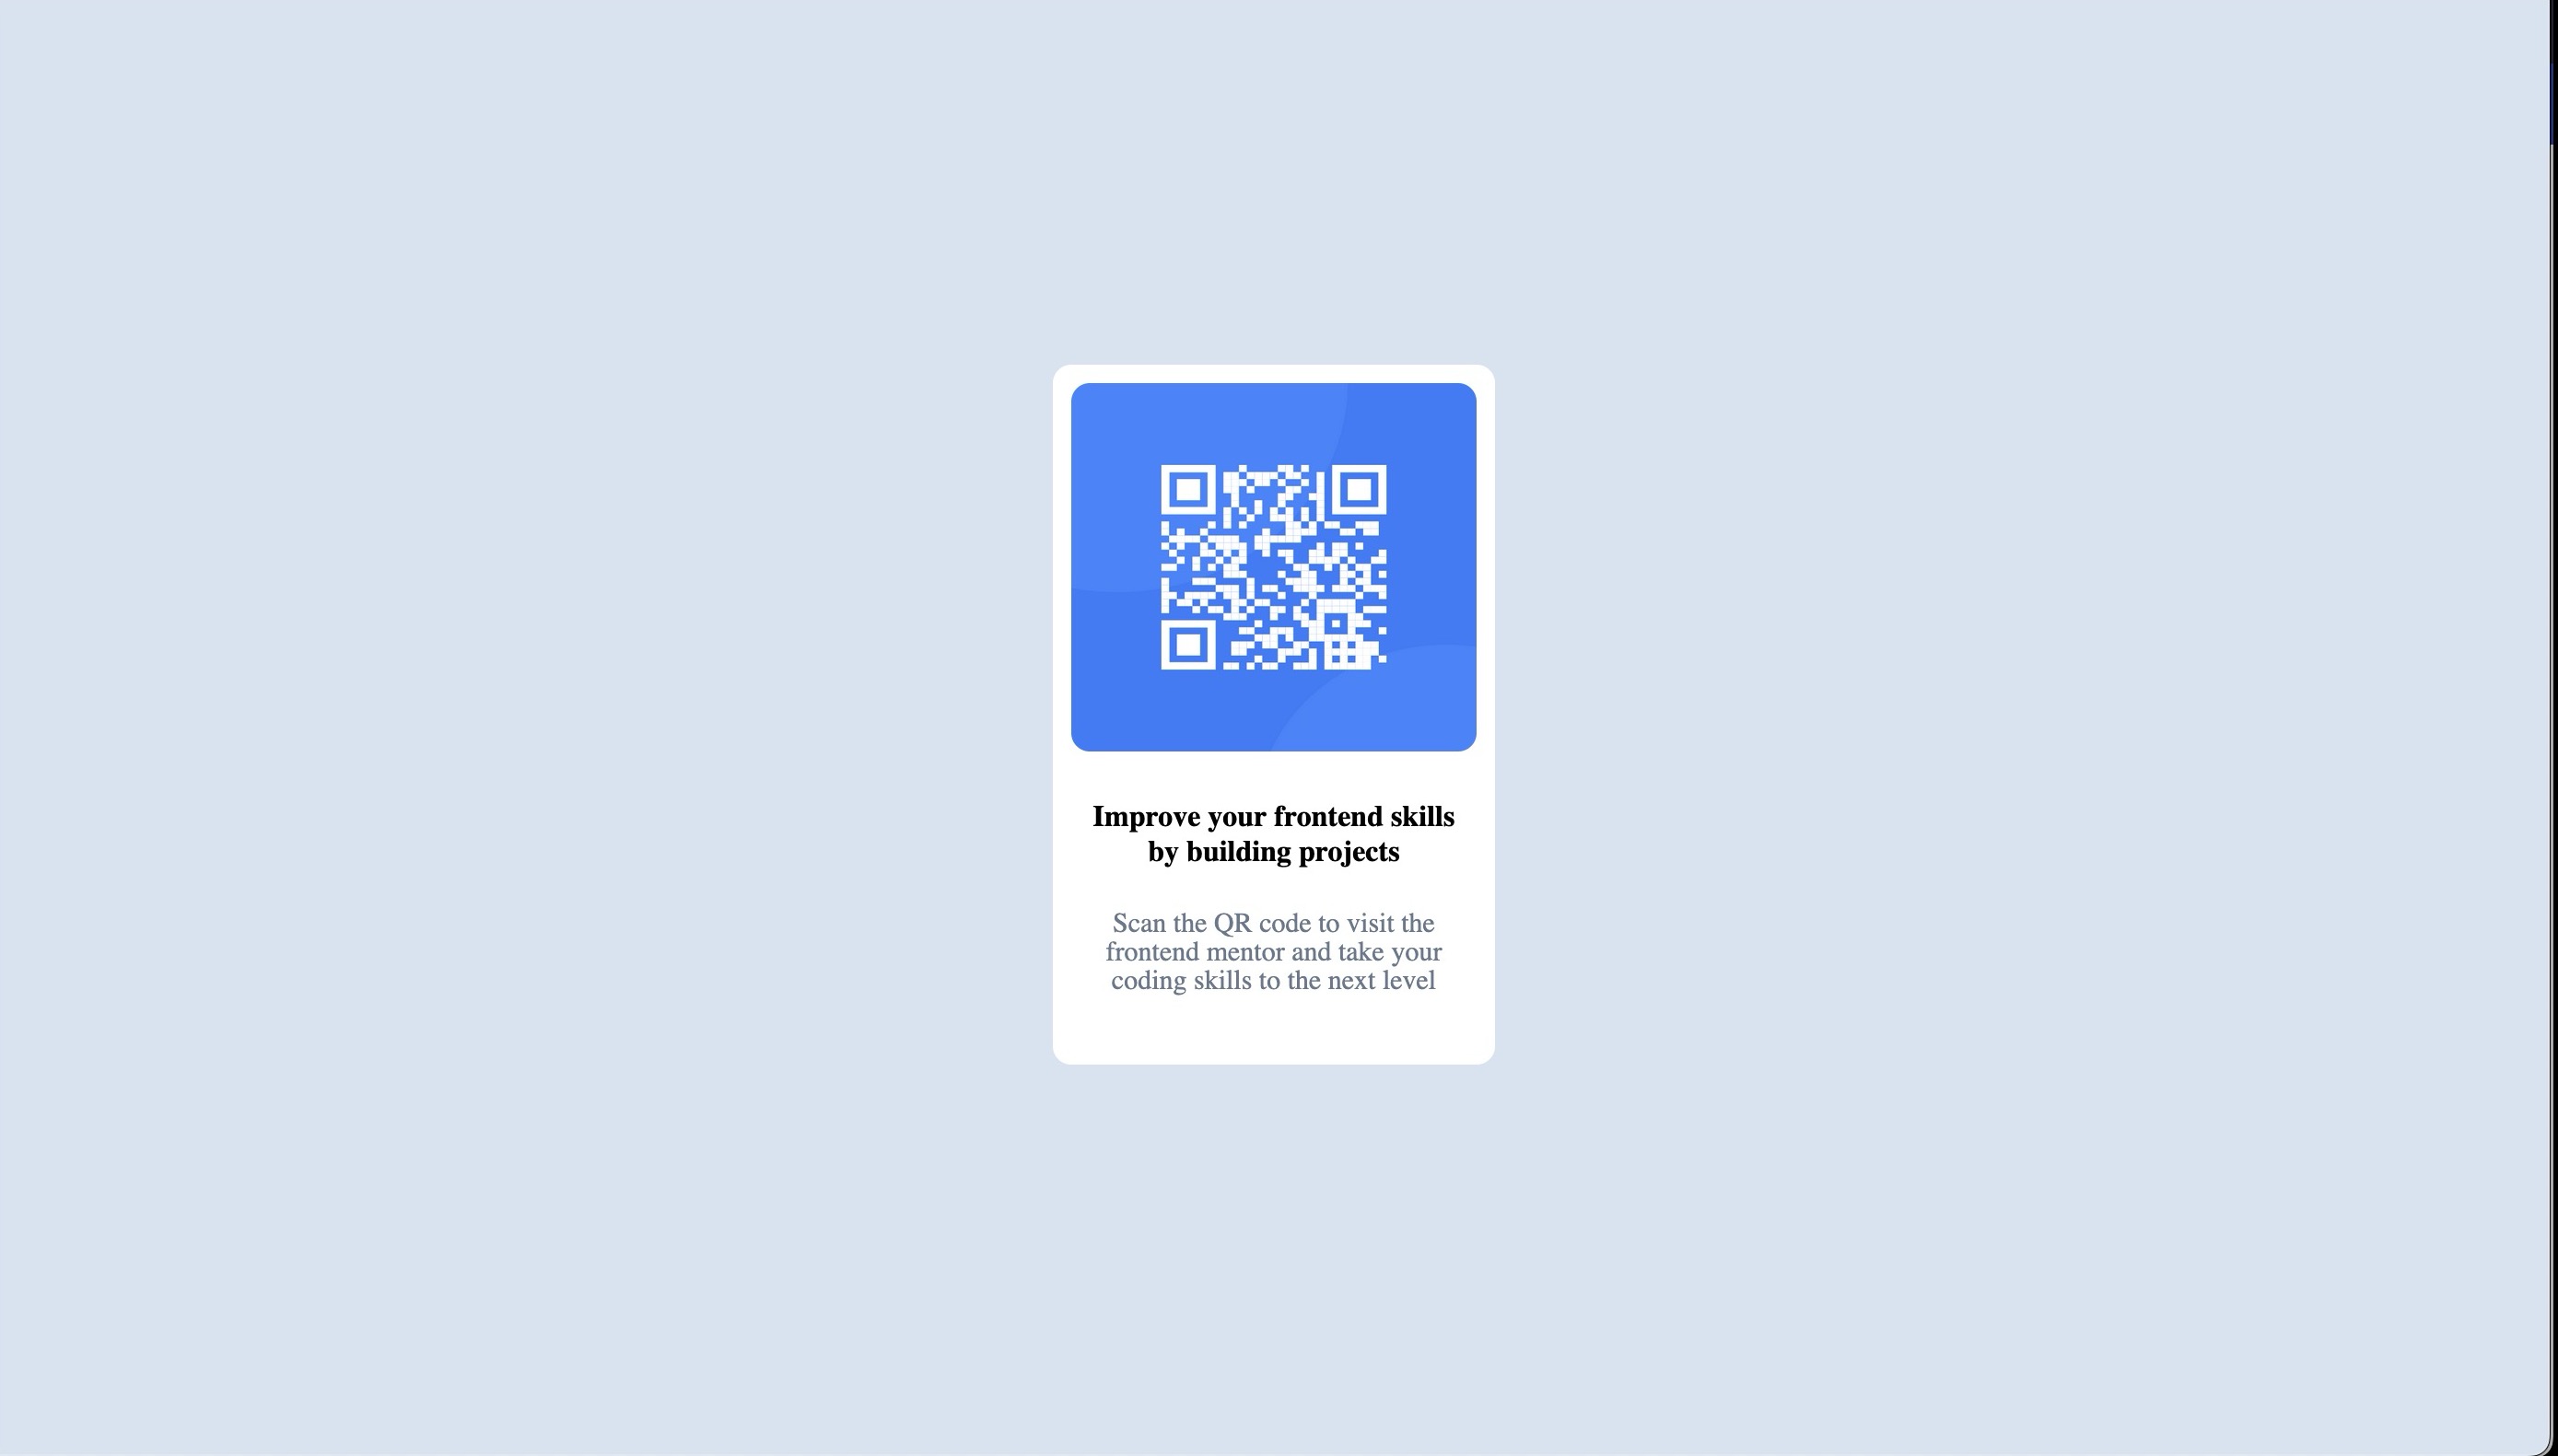 Improve your frontend skills
by building projects
Scan the QR code to visit the
frontend mentor and take your
coding skills to the next level